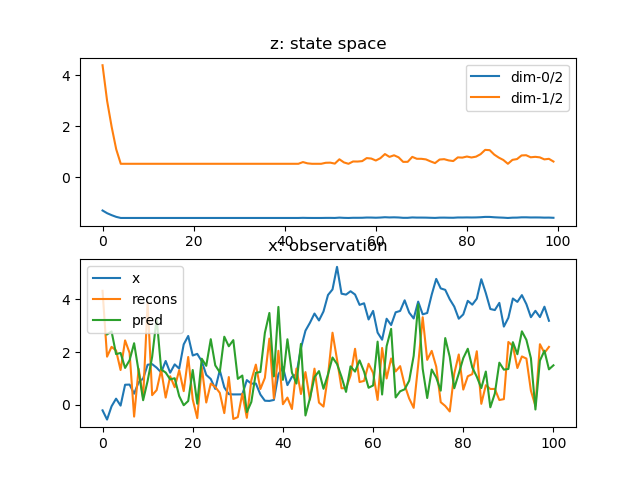 z: state space
4
2
0
dim-0/2
dim-1/2
0 20 40 60 80 100
x: observation
4
2
0
x
recons
pred
0 20 40 60 80 100